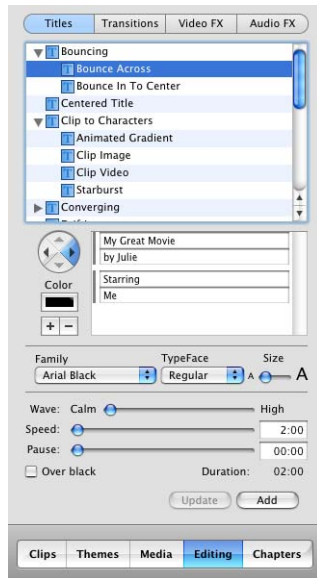 Titles Transitions Video FX Audio FX
Bouncing
T Bounce Across
T Bounce In To Center
T Centered Title
T Clip to Characters
T Animated Gradient
T Clip Image
T Clip Video
T Starburst
T Converging
My Great Movie
by Julie
Starring
Me
Color
+ −
Family TypeFace Size
Arial Black Regular A A
Wave: Calm High
Speed: 2:00
Pause: 00:00
Over black Duration: 02:00
Update Add
Clips Themes Media Editing Chapters